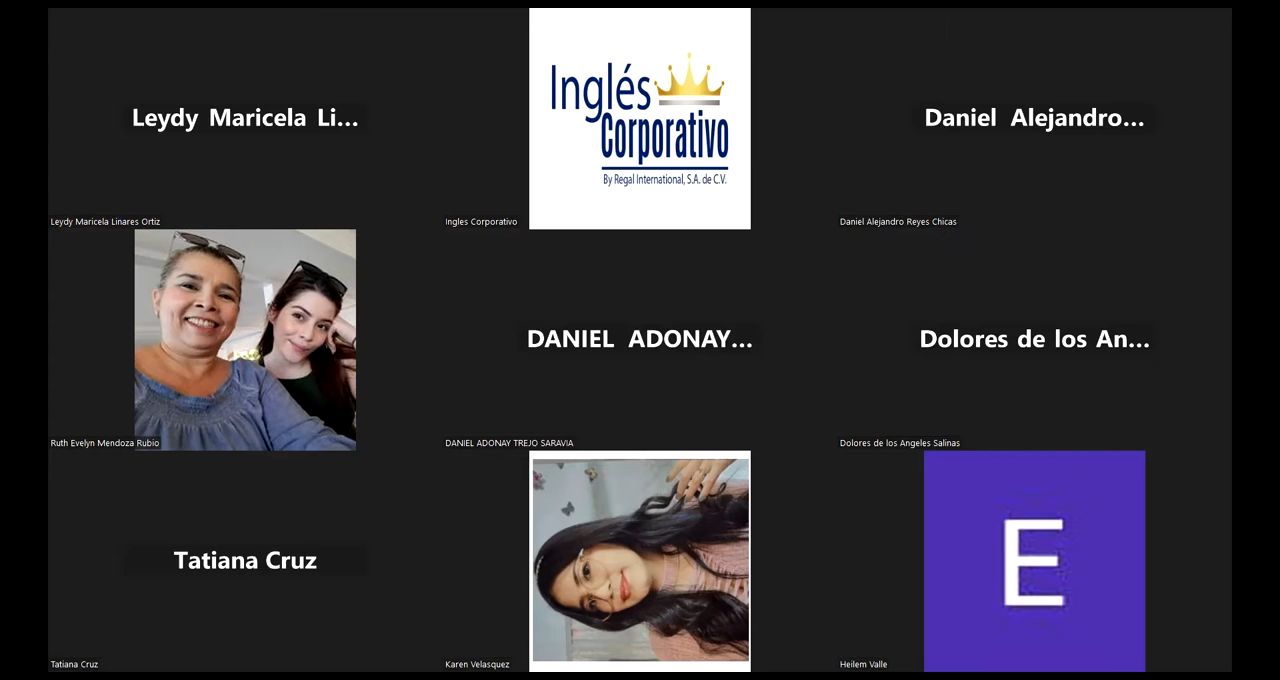 Leydy Maricela Li...
Leydy Maricela Linares Ortiz
Inglés
Corporativo
By Regal International, S.A. de C.V.
Ingles Corporativo
Daniel Alejandro...
Daniel Alejandro Reyes Chicas
Ruth Evelyn Mendoza Rubio
DANIEL ADONAY...
DANIEL ADONAY TREJO SARAVIA
Dolores de los An...
Dolores de los Angeles Salinas
Tatiana Cruz
Tatiana Cruz
Karen Velasquez
E
Heilem Valle